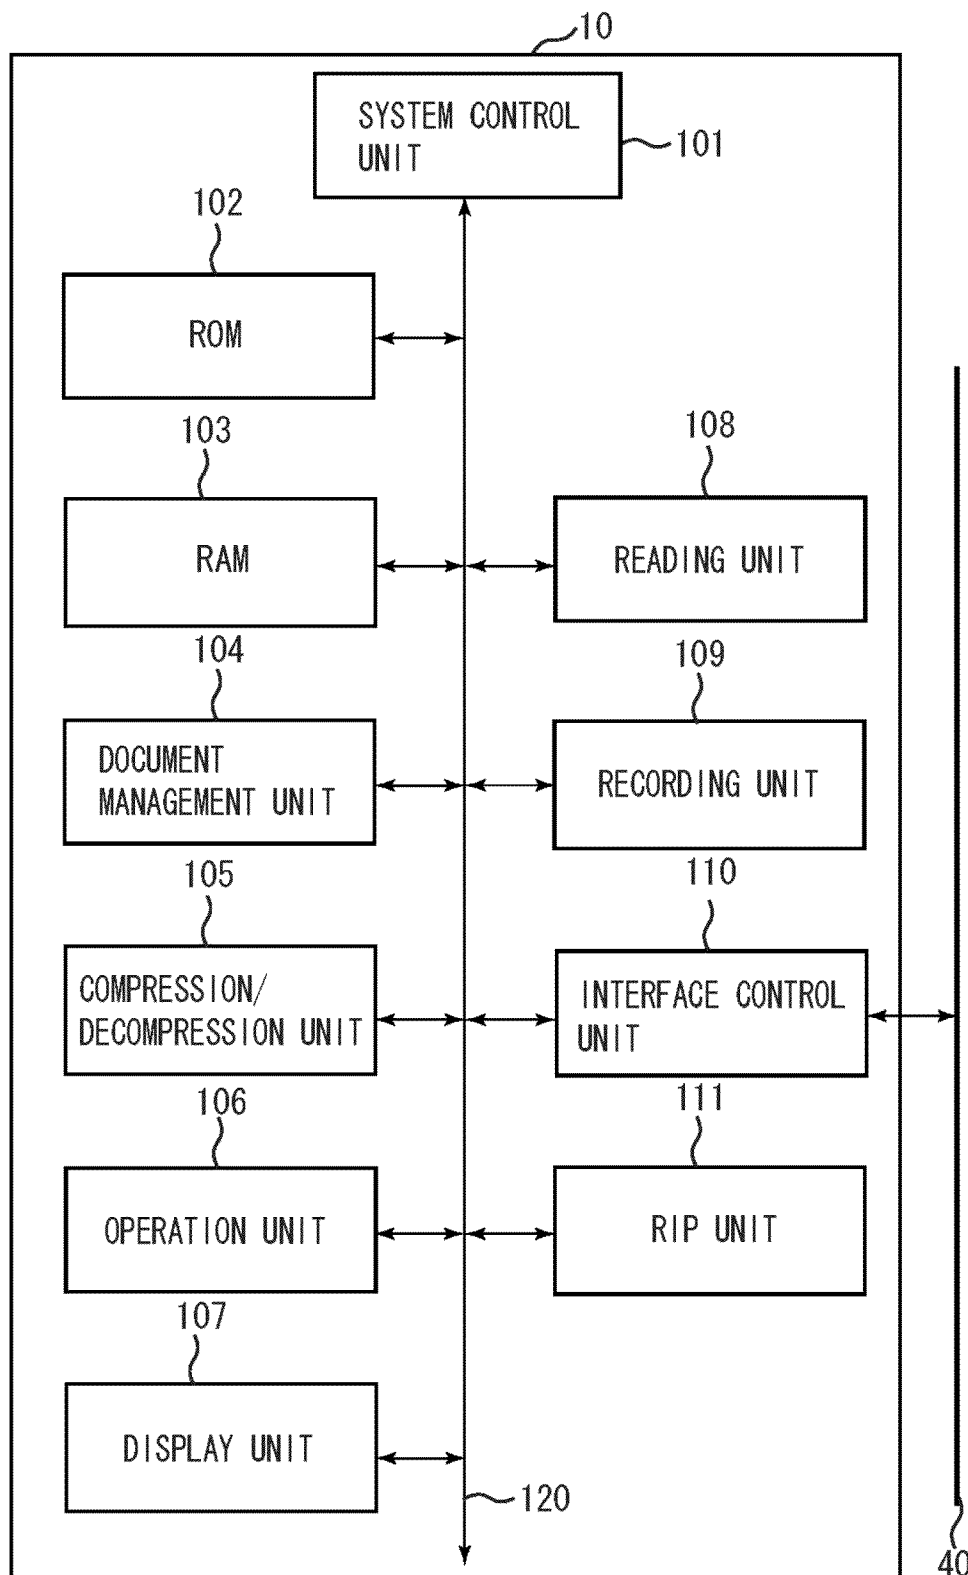 10
SYSTEM CONTROL
UNIT
101
102
ROM
103
RAM
108
READING UNIT
104
DOCUMENT
MANAGEMENT UNIT
109
RECORDING UNIT
105
COMPRESSION/
DECOMPRESSION UNIT
110
INTERFACE CONTROL
UNIT
106
OPERATION UNIT
111
RIP UNIT
107
DISPLAY UNIT
120
40